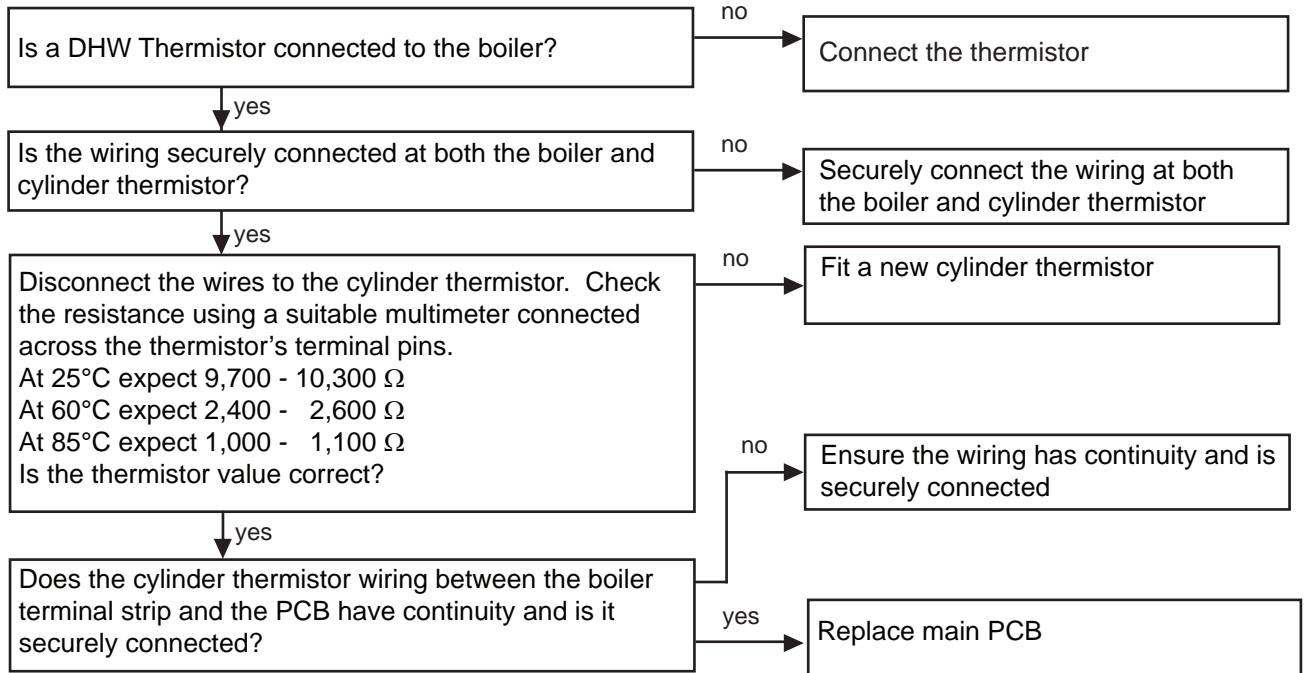 Is a DHW Thermistor connected to the boiler?
no
Connect the thermistor
yes
Is the wiring securely connected at both the boiler and
cylinder thermistor?
no
Securely connect the wiring at both
the boiler and cylinder thermistor
yes
Disconnect the wires to the cylinder thermistor.  Check
the resistance using a suitable multimeter connected
across the thermistor’s terminal pins.
At 25°C expect 9,700 - 10,300 Ω
At 60°C expect 2,400 -   2,600 Ω
At 85°C expect 1,000 -   1,100 Ω
Is the thermistor value correct?
no
Fit a new cylinder thermistor
yes
Does the cylinder thermistor wiring between the boiler
terminal strip and the PCB have continuity and is it
securely connected?
no
Ensure the wiring has continuity and is
securely connected
yes
Replace main PCB